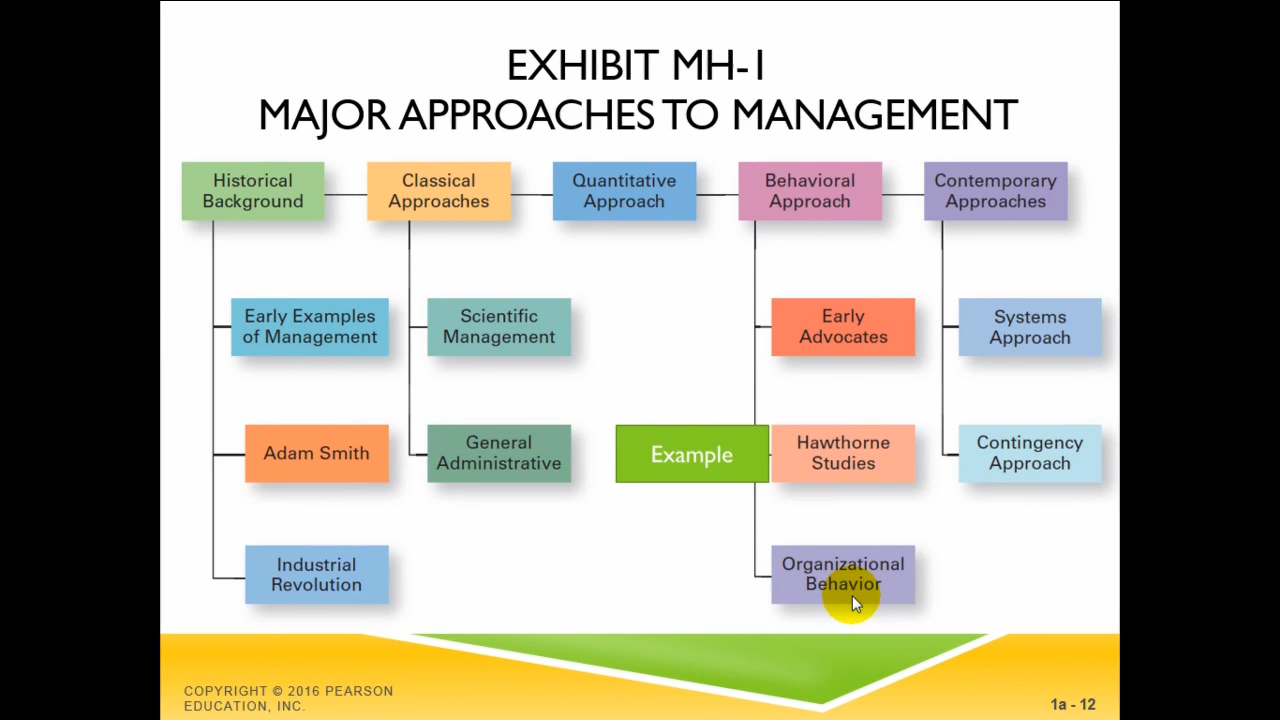 EXHIBIT MH-1
MAJOR APPROACHES TO MANAGEMENT
Historical
Background
Classical
Approaches
Quantitative
Approach
Behavioral
Approach
Contemporary
Approaches
Early Examples
of Management
Scientific
Management
Early
Advocates
Systems
Approach
Adam Smith
General
Administrative
Example
Hawthorne
Studies
Contingency
Approach
Industrial
Revolution
Organizational
Behavior
COPYRIGHT © 2016 PEARSON
EDUCATION, INC.
1a - 12